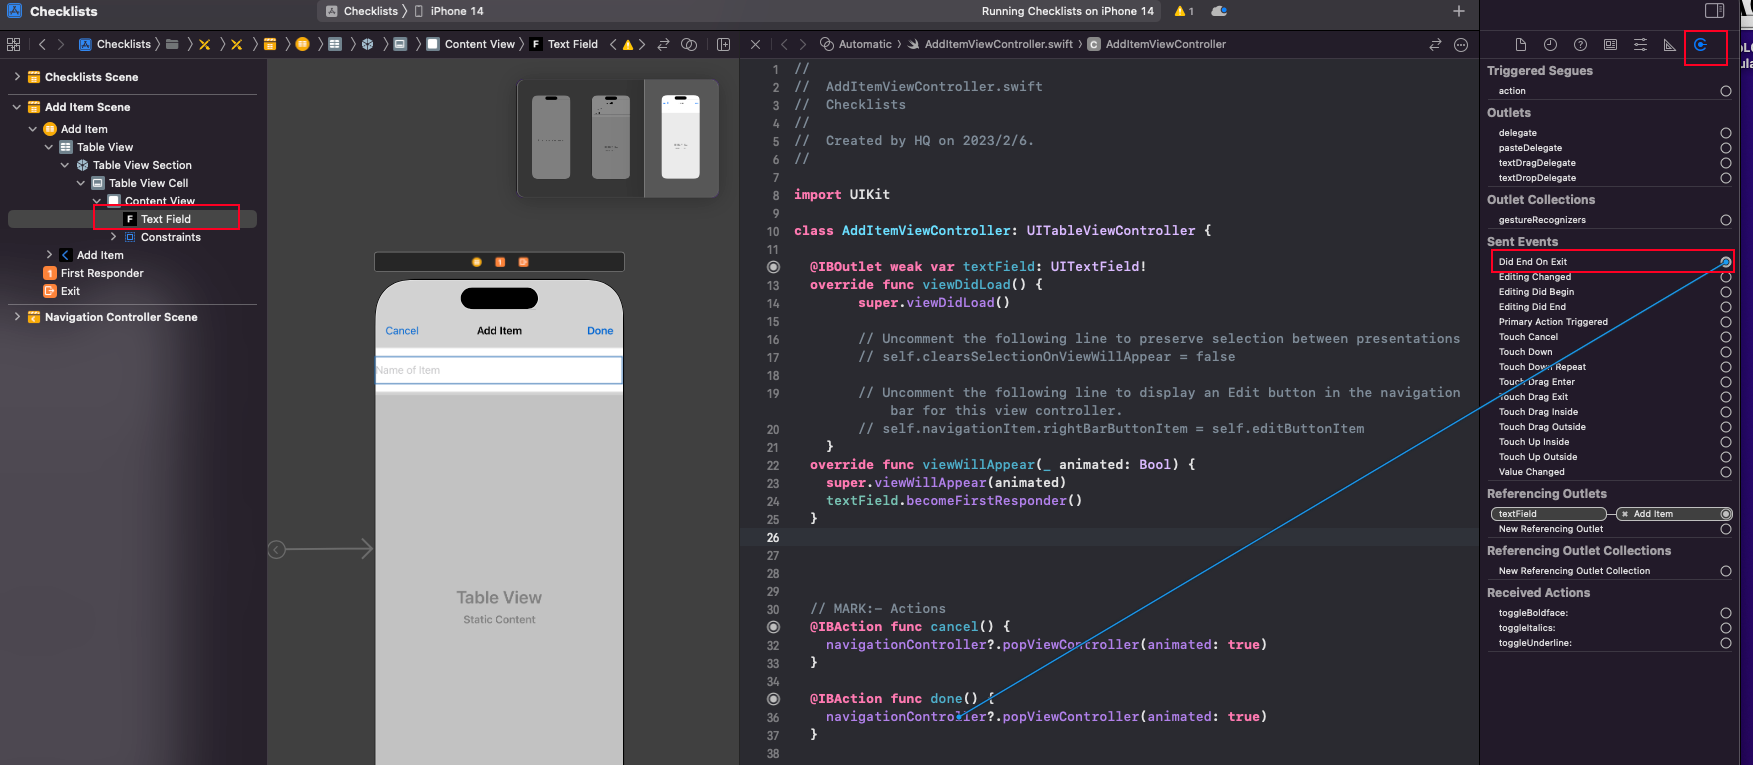 Checklists
Checklists
iPhone 14
Running Checklists on iPhone 14
1
Checklists
Content View
F Text Field
Automatic
AddItemViewController.swift
C AddItemViewController
Checklists Scene
Add Item Scene
Add Item
Table View
Table View Section
Table View Cell
Content View
F Text Field
Constraints
Add Item
1 First Responder
Exit
Navigation Controller Scene
1
Cancel
Add Item
Done
Name of Item
Table View
Static Content
1 //
2 // AddItemViewController.swift
3 // Checklists
4 //
5 // Created by HQ on 2023/2/6.
6 //
7
8 import UIKit
9
10 class AddItemViewController: UITableViewController {
11
@IBOutlet weak var textField: UITextField!
13 override func viewDidLoad() {
14 super.viewDidLoad()
15
16 // Uncomment the following line to preserve selection between presentations
17 // self.clearsSelectionOnViewWillAppear = false
18
19 // Uncomment the following line to display an Edit button in the navigation
bar for this view controller.
20 // self.navigationItem.rightBarButtonItem = self.editButtonItem
21 }
22 override func viewWillAppear(_ animated: Bool) {
23 super.viewWillAppear(animated)
24 textField.becomeFirstResponder()
25 }
26
27
28
29
30 // MARK:- Actions
@IBAction func cancel() {
32 navigationController?.popViewController(animated: true)
33 }
34
@IBAction func done() {
36 navigationController?.popViewController(animated: true)
37 }
38
Triggered Segues
action
Outlets
delegate
pasteDelegate
textDragDelegate
textDropDelegate
Outlet Collections
gestureRecognizers
Sent Events
Did End On Exit
Editing Changed
Editing Did Begin
Editing Did End
Primary Action Triggered
Touch Cancel
Touch Down
Touch Down Repeat
Touch Drag Enter
Touch Drag Exit
Touch Drag Inside
Touch Drag Outside
Touch Up Inside
Touch Up Outside
Value Changed
Referencing Outlets
textField
Add Item
New Referencing Outlet
Referencing Outlet Collections
New Referencing Outlet Collection
Received Actions
toggleBoldface:
toggleItalics:
toggleUnderline: